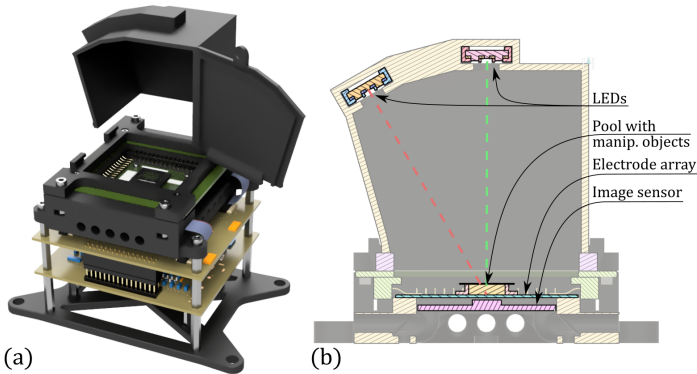 LEDs
Pool with
manip. objects
Electrode array
Image sensor
(a)
(b)